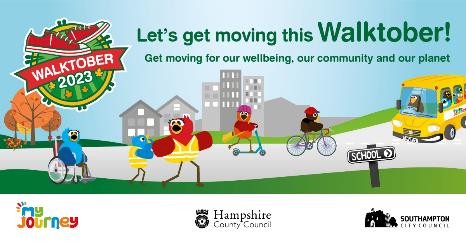 Let's get moving this Walktober!
Get moving for our wellbeing, our community and our planet
WALKTOBER
2023
SCHOOL
my
JOURNEY
Hampshire
County Council
SOUTHAMPTON
CITY COUNCIL